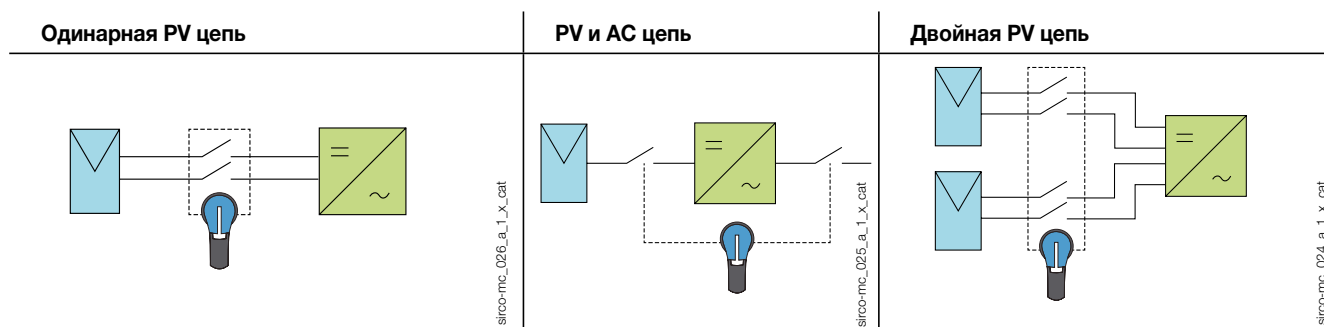 Одинарная PV цепь
PV и AC цепь
Двойная PV цепь
sirco-mc_026_a_1_x_cat
sirco-mc_025_a_1_x_cat
sirco-mc_024_a_1_x_cat